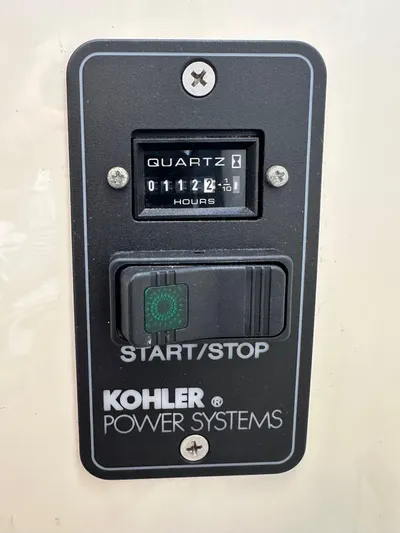 QUARTZ
01122 1/10
HOURS
START/STOP
KOHLER ®
POWER SYSTEMS